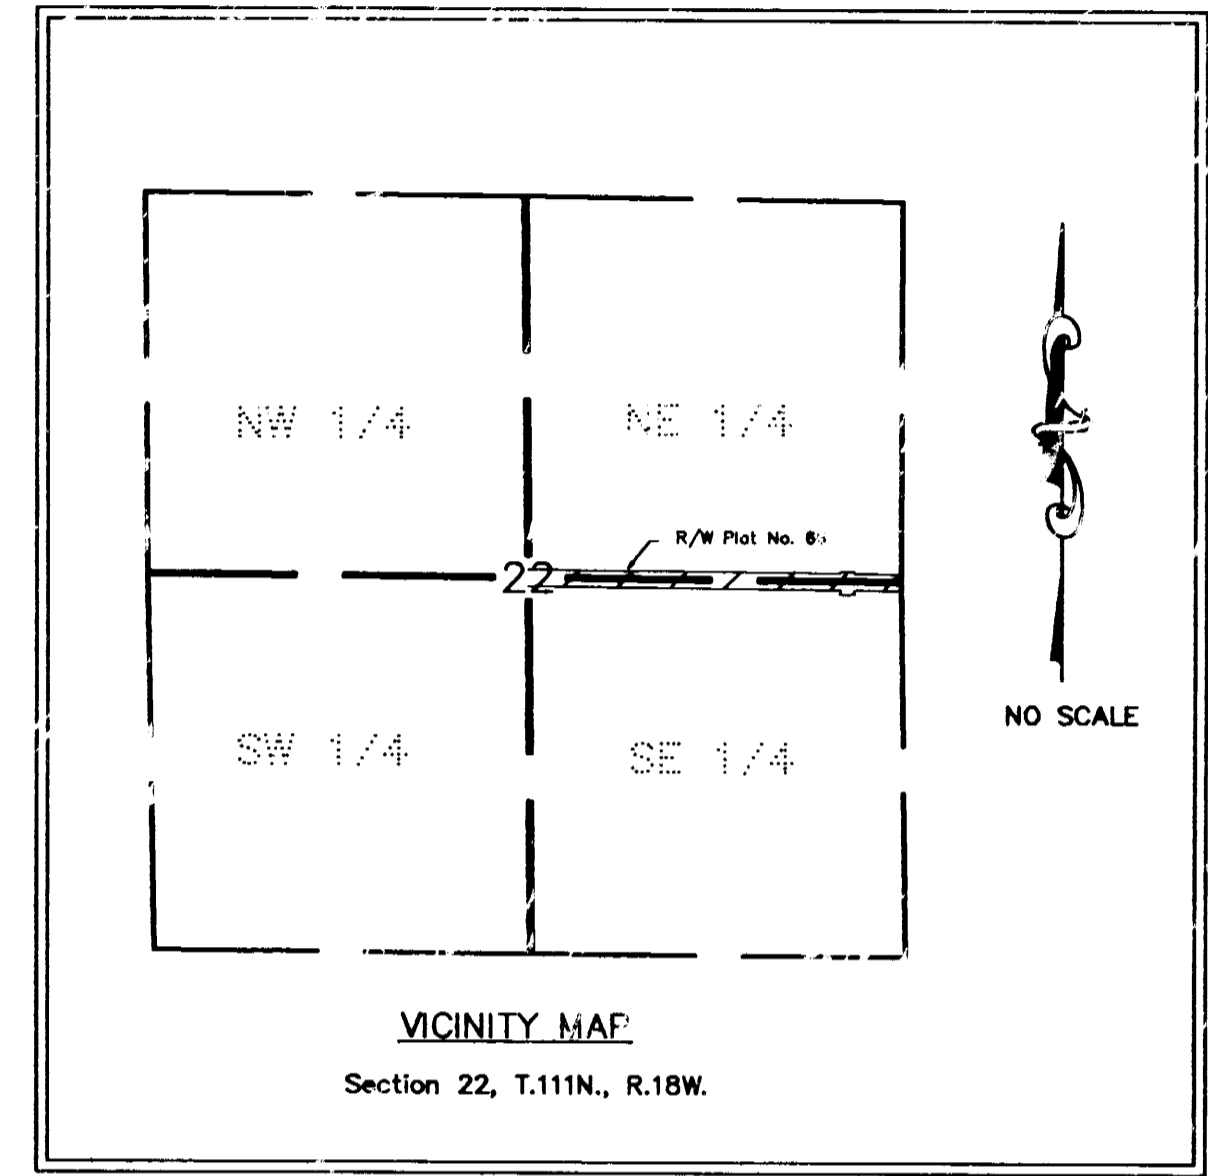 NW 1/4
NE 1/4
R/W Plat No.
22
SW 1/4
SE 1/4
NO SCALE
VICINITY MAP
Section 22, T.111N., R.18W.